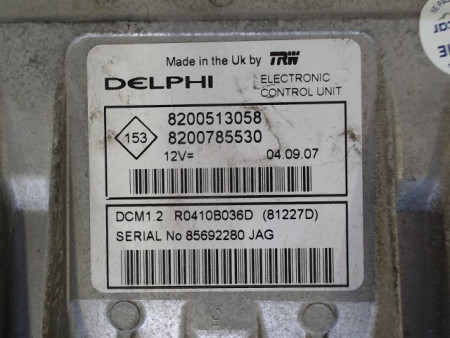 Made in the Uk by TRW
DELPHI
ELECTRONIC
CONTROL UNIT
8200513058
153
8200785530
12V=
04.09.07
DCM1.2 R0410B036D (81227D)
SERIAL No 85692280 JAG